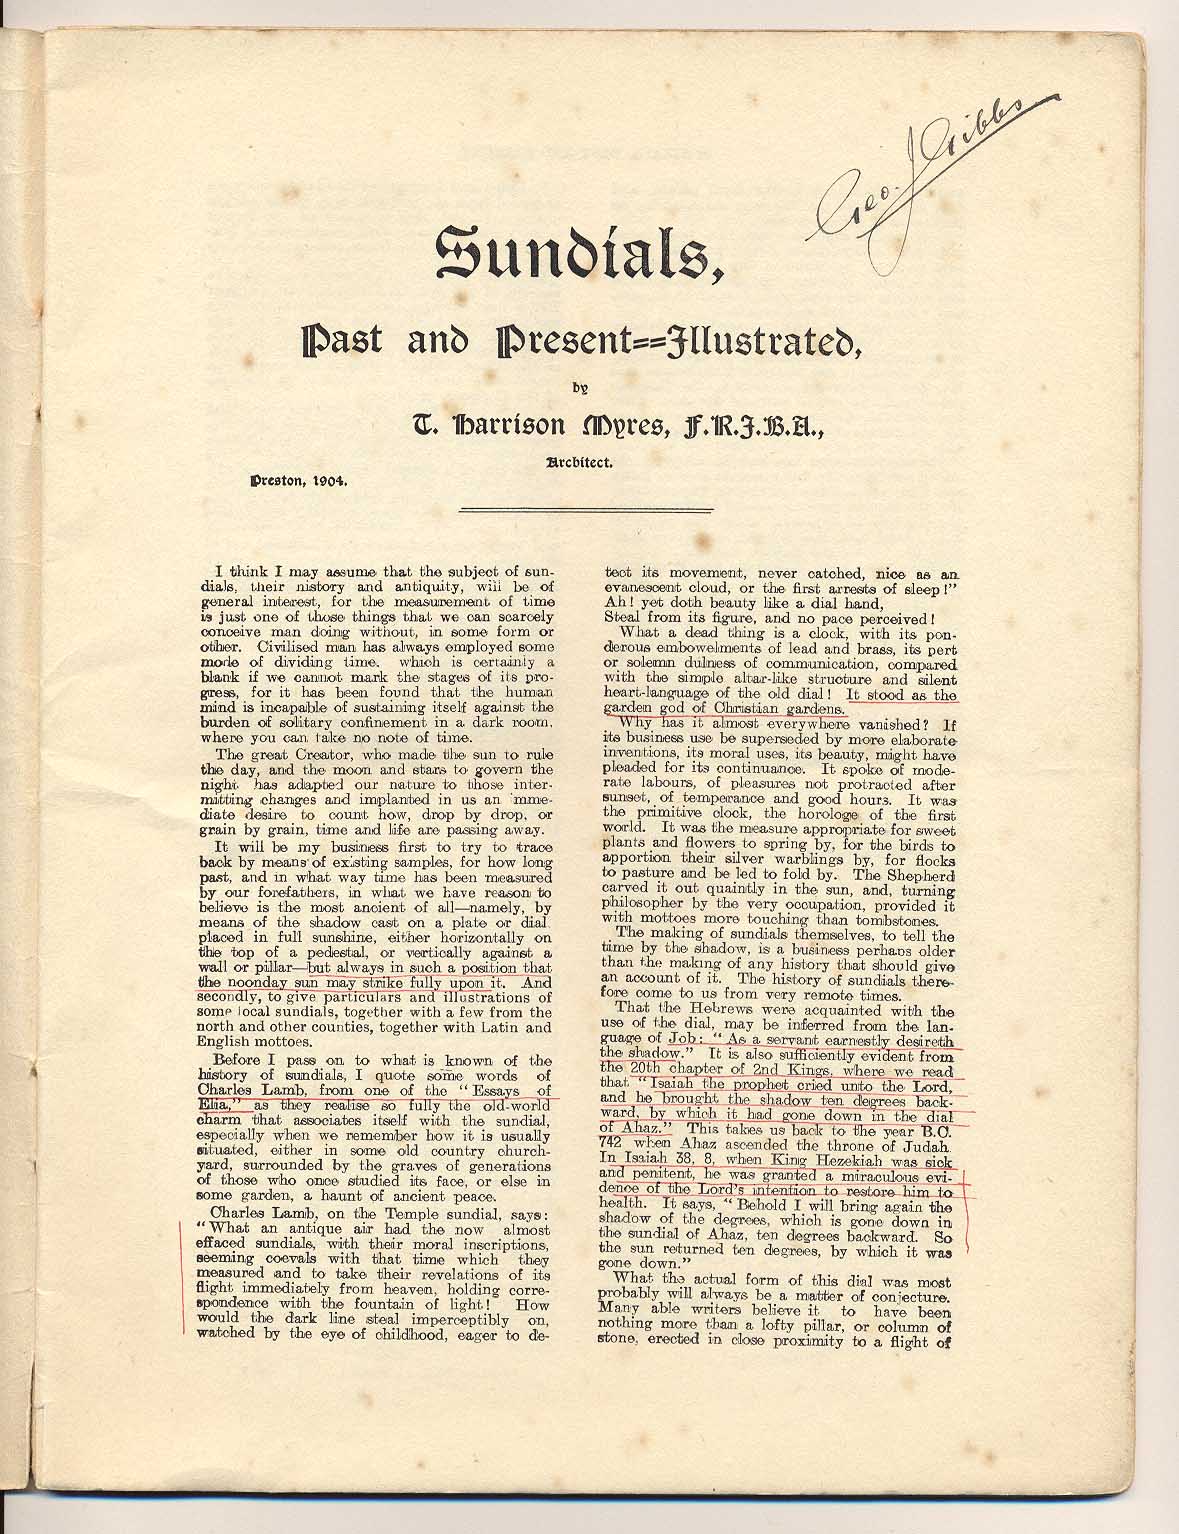 Geo. J Gibbs
Sundials,
Past and Present==Illustrated,
by
T. Harrison Myres, F.R.I.B.A.,
Architect.
Preston, 1904.
I think I may assume that the subject of sun-
dials, their history and antiquity, will be of
general interest, for the measurement of time
is just one of those things that we can scarcely
conceive man doing without, in some form or
other. Civilised man has always employed some
mode of dividing time. which is certainly a
blank if we cannot mark the stages of its pro-
gress, for it has been found that the human
mind is incapable of sustaining itself against the
burden of solitary confinement in a dark room.
where you can take no note of time.
The great Creator, who made the sun to rule
the day, and the moon and stars to govern the
night has adapted our nature to those inter-
mitting changes and implanted in us an imme-
diate desire to count how, drop by drop, or
grain by grain, time and life are passing away.
It will be my business first to try to trace
back by means of existing samples, for how long
past, and in what way time has been measured
by our forefathers, in what we have reason to
believe is the most ancient of all—namely, by
means of the shadow cast on a plate or dial
placed in full sunshine, either horizontally on
the top of a pedestal, or vertically against a
wall or pillar—but always in such a position that
the noonday sun may strike fully upon it. And
secondly, to give particulars and illustrations of
some local sundials, together with a few from the
north and other counties, together with Latin and
English mottoes.
Before I pass on to what is known of the
history of sundials, I quote some words of
Charles Lamb, from one of the "Essays of
Elia," as they realise so fully the old-world
charm that associates itself with the sundial,
especially when we remember how it is usually
situated, either in some old country church-
yard, surrounded by the graves of generations
of those who once studied its face, or else in
some garden, a haunt of ancient peace.
Charles Lamb, on the Temple sundial, says:
"What an antique air had the now almost
effaced sundials, with their moral inscriptions,
seeming coevals with that time which they
measured and to take their revelations of its
flight immediately from heaven, holding corre-
spondence with the fountain of light! How
would the dark line steal imperceptibly on,
watched by the eye of childhood, eager to de-
tect its movement, never catched, nice as an
evanescent cloud, or the first arrests of sleep!"
Ah! yet doth beauty like a dial hand,
Steal from its figure, and no pace perceived!
What a dead thing is a clock, with its pon-
derous embowelments of lead and brass, its pert
or solemn dulness of communication, compared
with the simple altar-like structure and silent
heart-language of the old dial! It stood as the
garden god of Christian gardens.
Why has it almost everywhere vanished? If
its business use be superseded by more elaborate
inventions, its moral uses, its beauty, might have
pleaded for its continuance. It spoke of mode-
rate labours, of pleasures not protracted after
sunset, of temperance and good hours. It was
the primitive clock, the horologe of the first
world. It was the measure appropriate for sweet
plants and flowers to spring by, for the birds to
apportion their silver warblings by, for flocks
to pasture and be led to fold by. The Shepherd
carved it out quaintly in the sun, and, turning
philosopher by the very occupation, provided it
with mottoes more touching than tombstones.
The making of sundials themselves, to tell the
time by the shadow, is a business perhaps older
than the making of any history that should give
an account of it. The history of sundials there-
fore come to us from very remote times.
That the Hebrews were acquainted with the
use of the dial, may be inferred from the lan-
guage of Job: "As a servant earnestly desireth
the shadow." It is also sufficiently evident from
the 20th chapter of 2nd Kings, where we read
that "Isaiah the prophet cried unto the Lord,
and he brought the shadow ten degrees back-
ward, by which it had gone down in the dial
of Ahaz." This takes us back to the year B.C.
742 when Ahaz ascended the throne of Judah
In Isaiah 38, 8, when King Hezekiah was sick
and penitent, he was granted a miraculous evi-
dence of the Lord's intention to restore him to
health. It says, "Behold I will bring again the
shadow of the degrees, which is gone down in
the sundial of Ahaz, ten degrees backward. So
the sun returned ten degrees, by which it was
gone down."
What the actual form of this dial was most
probably will always be a matter of conjecture.
Many able writers believe it to have been
nothing more than a lofty pillar, or column of
stone, erected in close proximity to a flight of